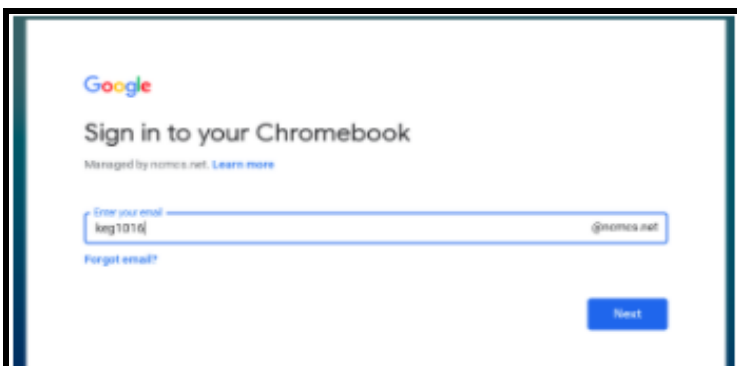 Google
Sign in to your Chromebook
Managed by ncmcs.net. Learn more
Enter your email
keg1016
@ncmcs.net
Forgot email?
Next